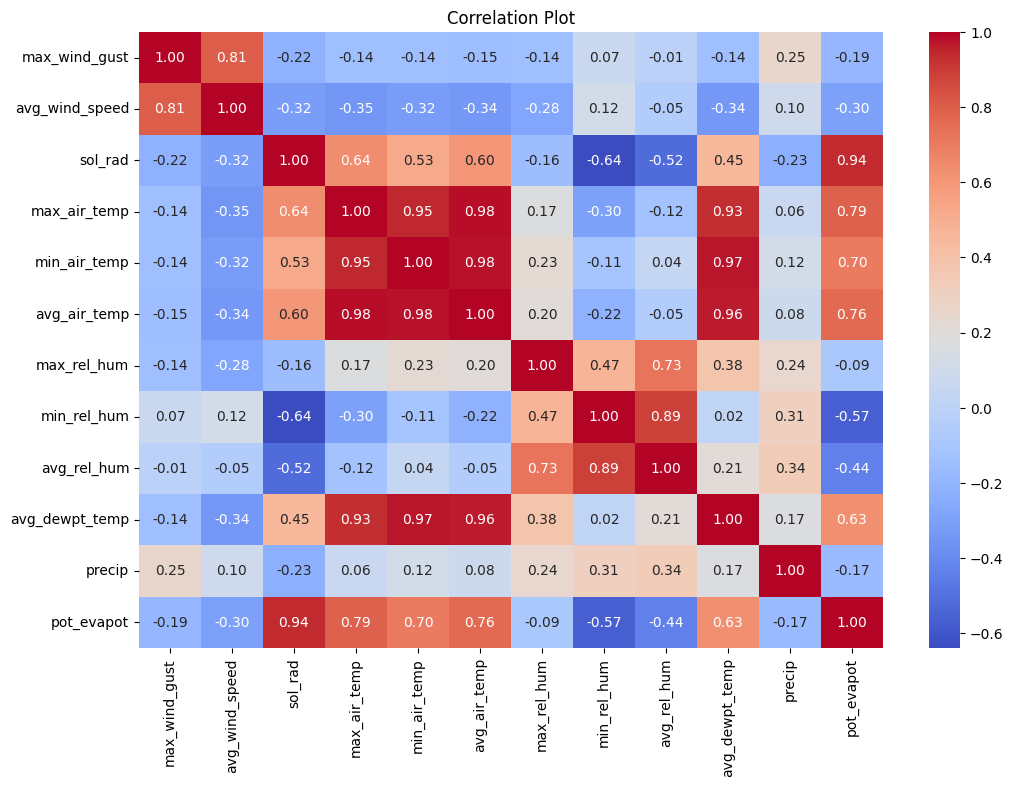 Correlation Plot
max_wind_gust 1.00 0.81 -0.22 -0.14 -0.14 -0.15 -0.14 0.07 -0.01 -0.14 0.25 -0.19
avg_wind_speed 0.81 1.00 -0.32 -0.35 -0.32 -0.34 -0.28 0.12 -0.05 -0.34 0.10 -0.30
sol_rad -0.22 -0.32 1.00 0.64 0.53 0.60 -0.16 -0.64 -0.52 0.45 -0.23 0.94
max_air_temp -0.14 -0.35 0.64 1.00 0.95 0.98 0.17 -0.30 -0.12 0.93 0.06 0.79
min_air_temp -0.14 -0.32 0.53 0.95 1.00 0.98 0.23 -0.11 0.04 0.97 0.12 0.70
avg_air_temp -0.15 -0.34 0.60 0.98 0.98 1.00 0.20 -0.22 -0.05 0.96 0.08 0.76
max_rel_hum -0.14 -0.28 -0.16 0.17 0.23 0.20 1.00 0.47 0.73 0.38 0.24 -0.09
min_rel_hum 0.07 0.12 -0.64 -0.30 -0.11 -0.22 0.47 1.00 0.89 0.02 0.31 -0.57
avg_rel_hum -0.01 -0.05 -0.52 -0.12 0.04 -0.05 0.73 0.89 1.00 0.21 0.34 -0.44
avg_dewpt_temp -0.14 -0.34 0.45 0.93 0.97 0.96 0.38 0.02 0.21 1.00 0.17 0.63
precip 0.25 0.10 -0.23 0.06 0.12 0.08 0.24 0.31 0.34 0.17 1.00 -0.17
pot_evapot -0.19 -0.30 0.94 0.79 0.70 0.76 -0.09 -0.57 -0.44 0.63 -0.17 1.00
max_wind_gust
avg_wind_speed
sol_rad
max_air_temp
min_air_temp
avg_air_temp
max_rel_hum
min_rel_hum
avg_rel_hum
avg_dewpt_temp
precip
pot_evapot
1.0
0.8
0.6
0.4
0.2
0.0
−0.2
−0.4
−0.6